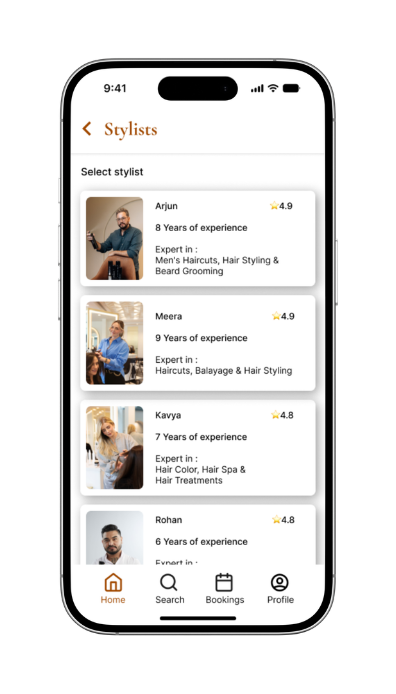 9:41
Stylists
Select stylist
Arjun ⭐4.9
8 Years of experience
Expert in :
Men's Haircuts, Hair Styling &
Beard Grooming
Meera ⭐4.9
9 Years of experience
Expert in :
Haircuts, Balayage & Hair Styling
Kavya ⭐4.8
7 Years of experience
Expert in :
Hair Color, Hair Spa &
Hair Treatments
Rohan ⭐4.8
6 Years of experience
Expert in :
Home Search Bookings Profile